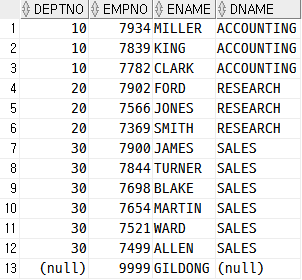 DEPTNO EMPNO ENAME DNAME
1 10 7934 MILLER ACCOUNTING
2 10 7839 KING ACCOUNTING
3 10 7782 CLARK ACCOUNTING
4 20 7902 FORD RESEARCH
5 20 7566 JONES RESEARCH
6 20 7369 SMITH RESEARCH
7 30 7900 JAMES SALES
8 30 7844 TURNER SALES
9 30 7698 BLAKE SALES
10 30 7654 MARTIN SALES
11 30 7521 WARD SALES
12 30 7499 ALLEN SALES
13 (null) 9999 GILDONG (null)